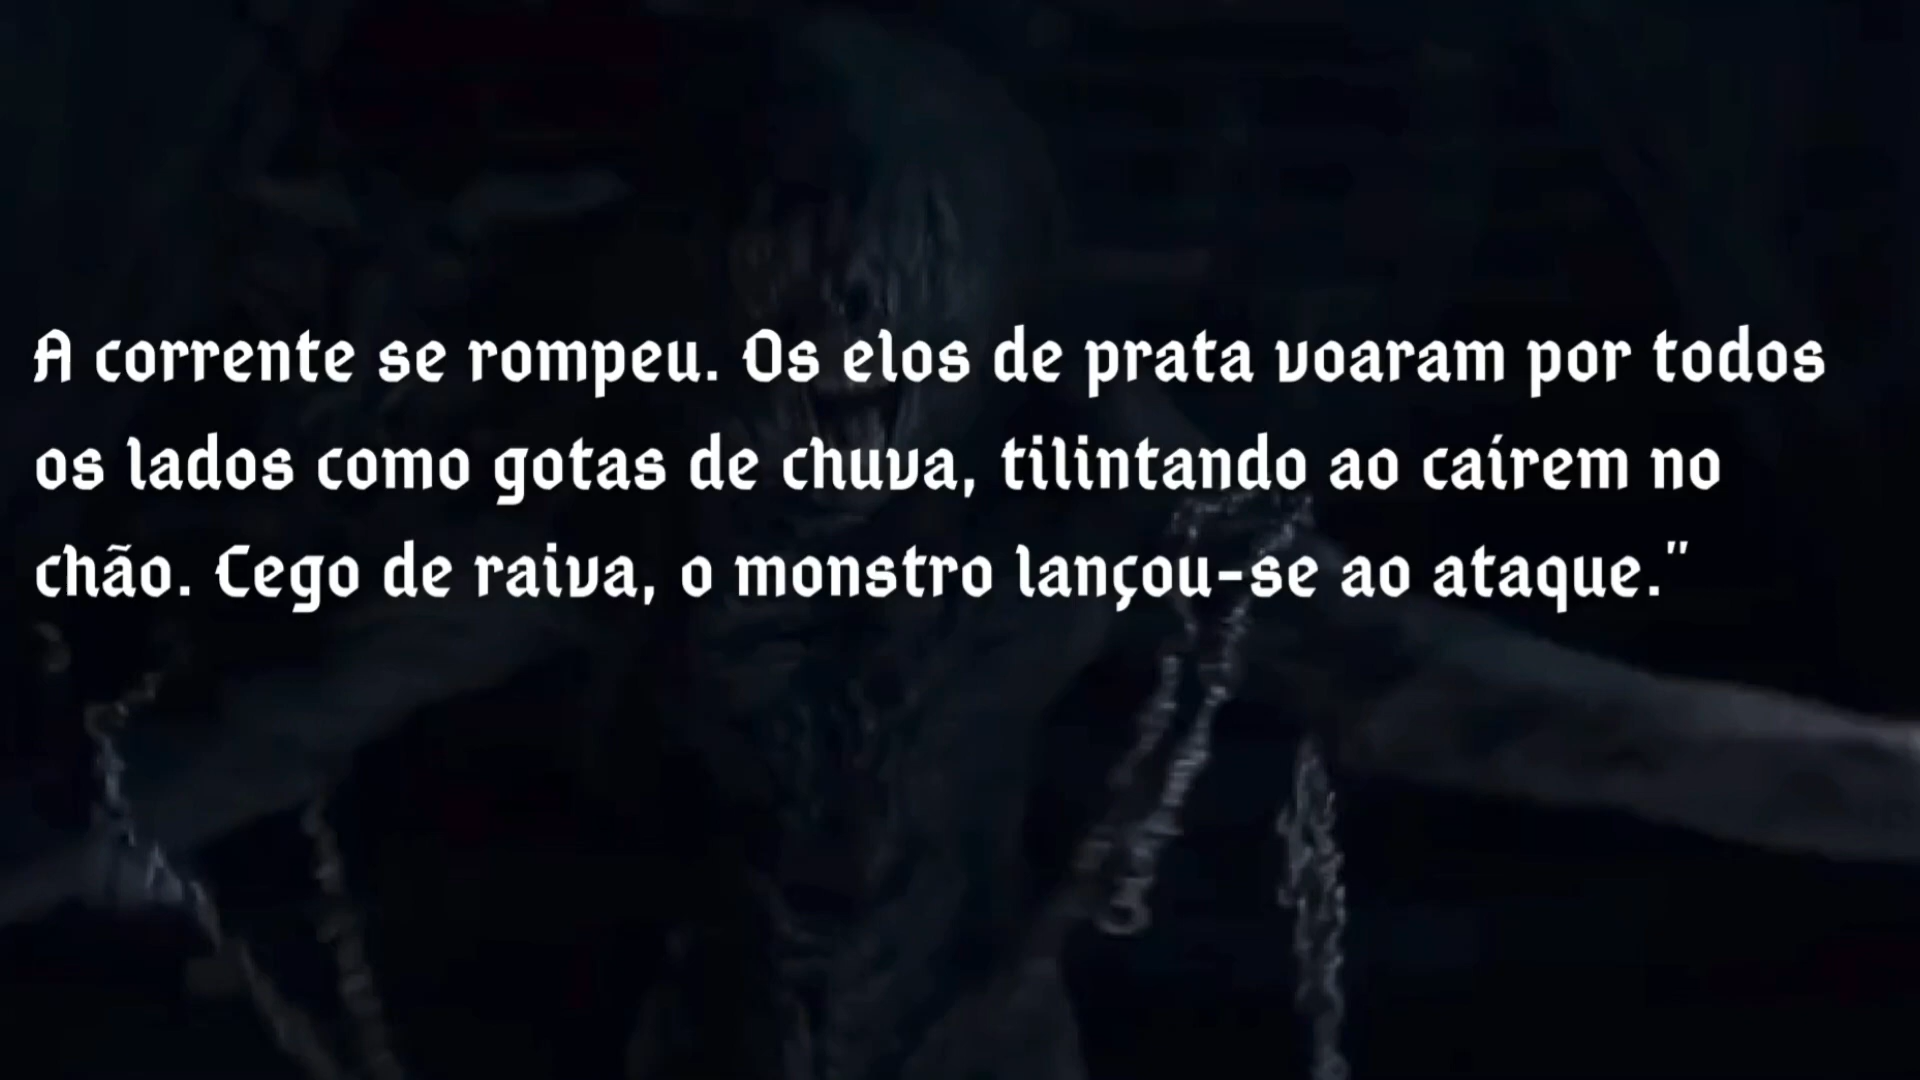 A corrente se rompeu. Os elos de prata voaram por todos
os lados como gotas de chuva, tilintando ao caírem no
chão. Cego de raiva, o monstro lançou-se ao ataque."